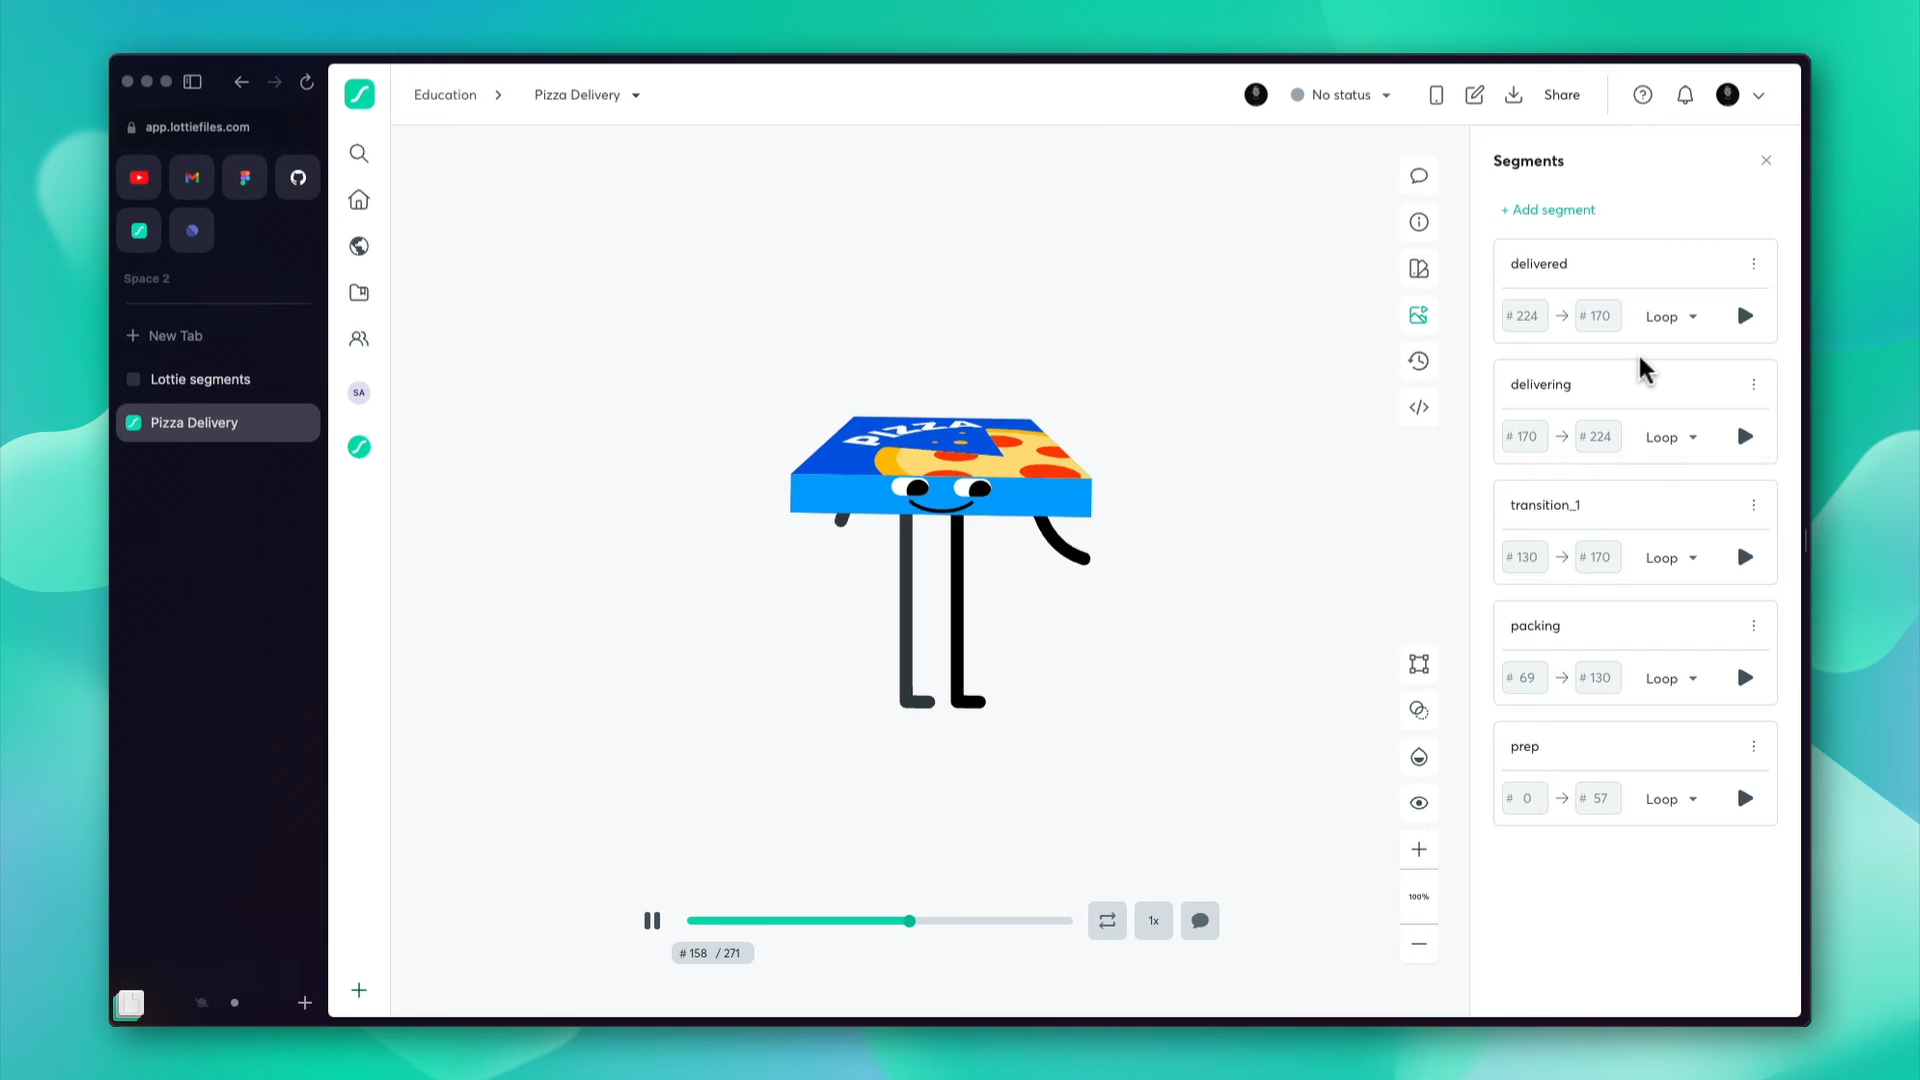 app.lottiefiles.com
Space 2
New Tab
Lottie segments
Pizza Delivery
SA
Education
Pizza Delivery
No status
Share
PIZZA
# 158 / 271
1x
100%
Segments
+ Add segment
delivered
# 224 → # 170 Loop
delivering
# 170 → # 224 Loop
transition_1
# 130 → # 170 Loop
packing
# 69 → # 130 Loop
prep
# 0 → # 57 Loop